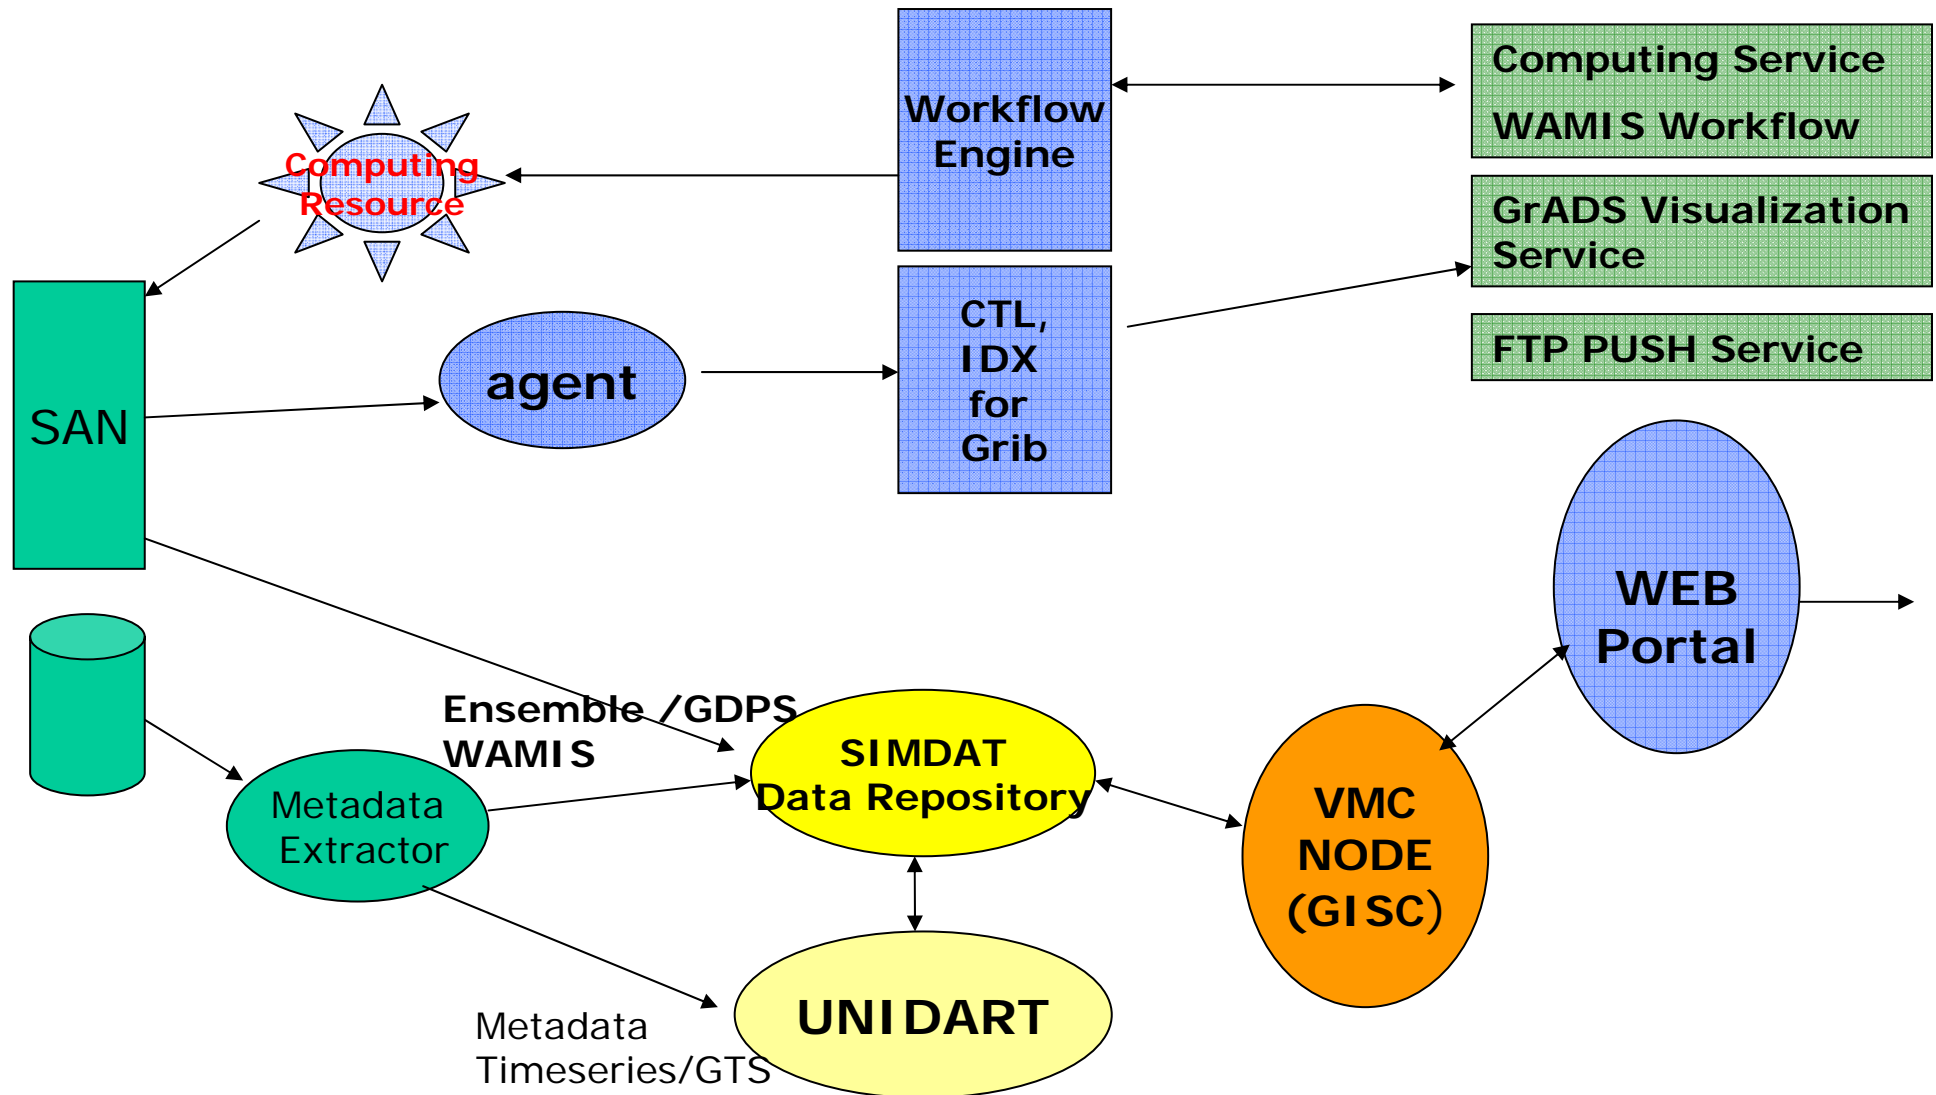 Computing
Resource
Workflow
Engine
Computing Service
WAMIS Workflow
GrADS Visualization
Service
FTP PUSH Service
SAN
agent
CTL,
IDX
for
Grib
WEB
Portal
Ensemble /GDPS
WAMIS
SIMDAT
Data Repository
Metadata
Extractor
VMC
NODE
(GISC)
UNIDART
Metadata
Timeseries/GTS